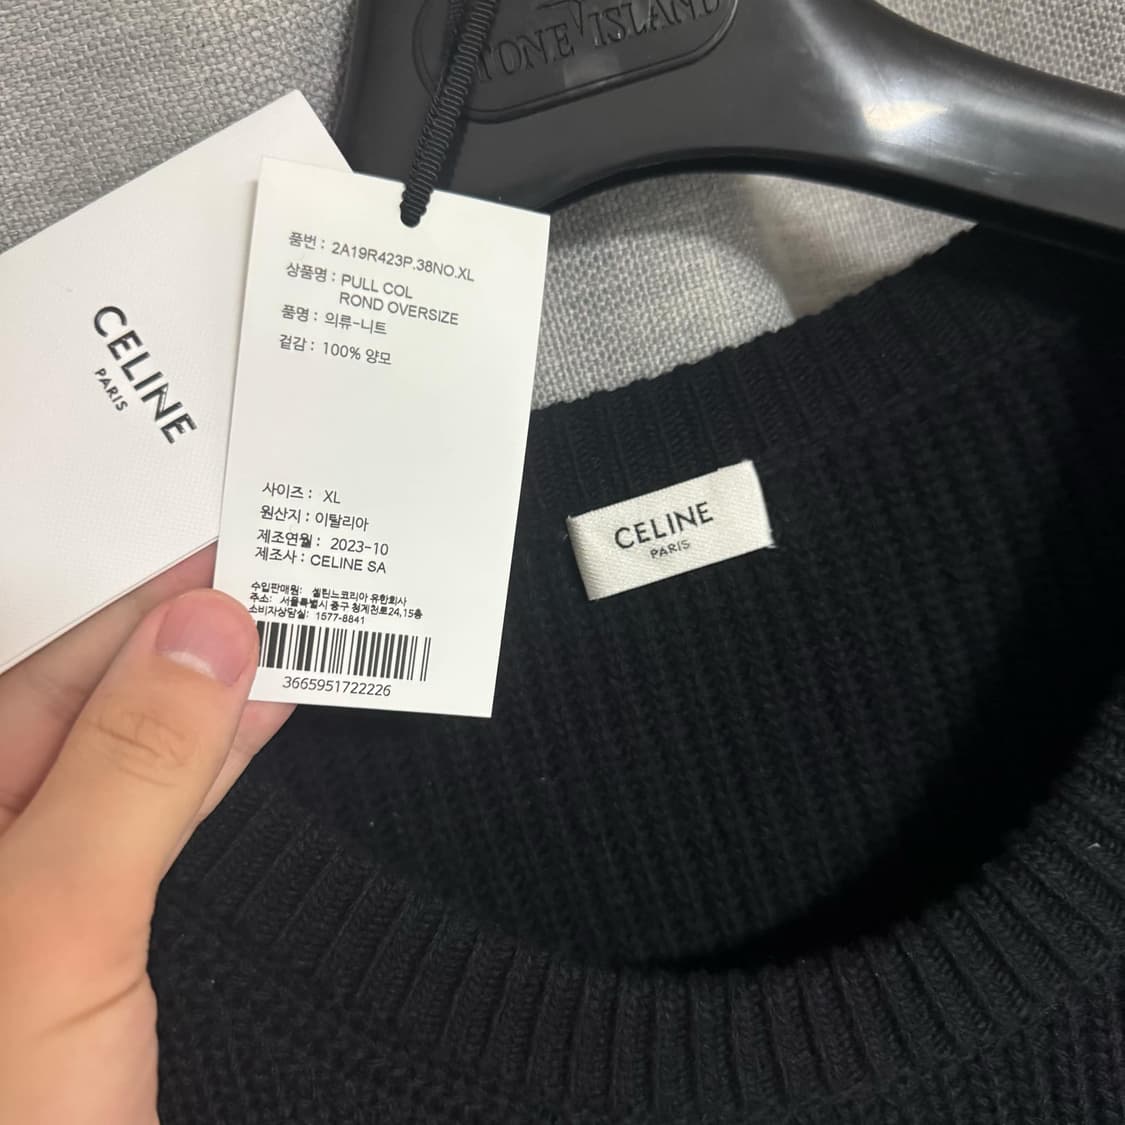 STONE ISLAND
CELINE
PARIS
품번 : 2A19R423P.38NO.XL
상품명 : PULL COL
ROND OVERSIZE
품명 : 의류-니트
겉감 : 100% 양모
사이즈 : XL
원산지 : 이탈리아
제조연월 : 2023-10
제조사 : CELINE SA
수입판매원: 셀린느코리아 유한회사
주소: 서울특별시 중구 청계천로24,15층
소비자상담실: 1577-8841
3665951722226
CELINE
PARIS